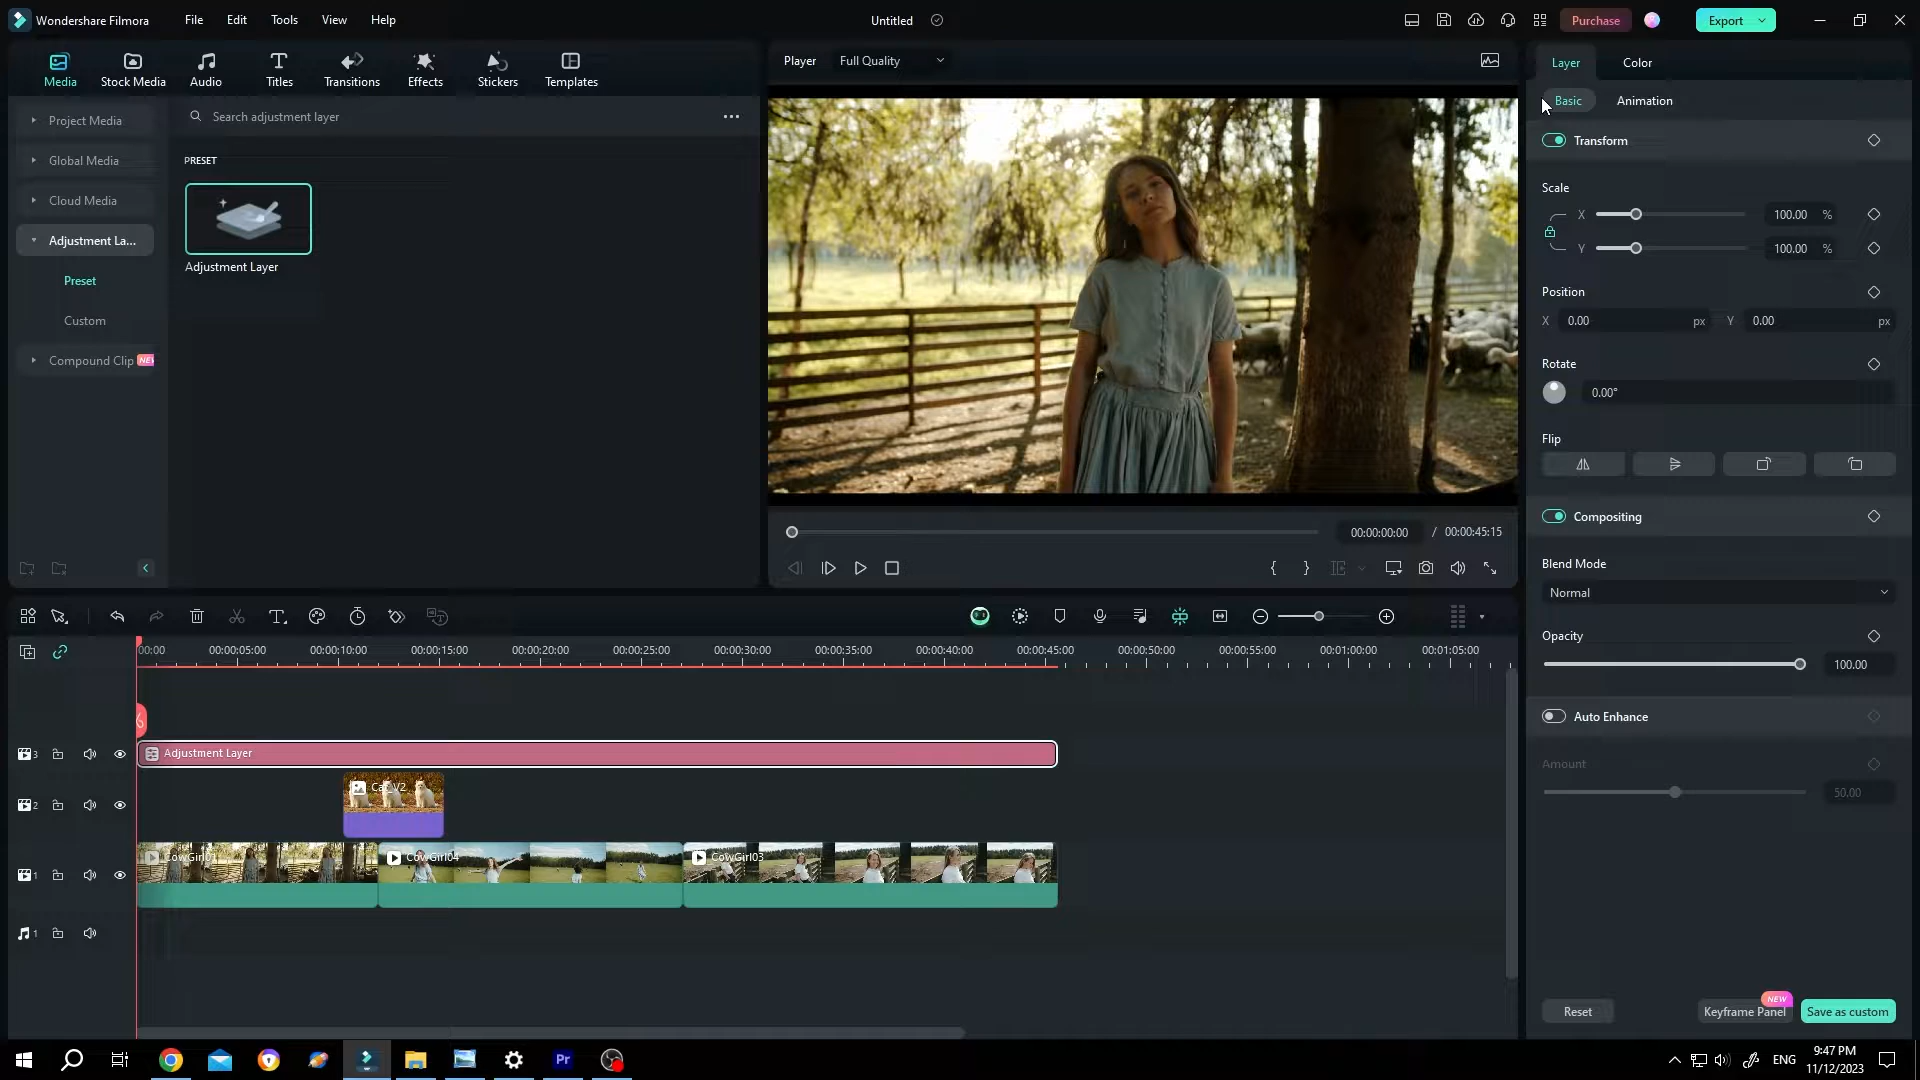 Wondershare Filmora
File
Edit
Tools
View
Help
Untitled
Purchase
Export
Media
Stock Media
Audio
Titles
Transitions
Effects
Stickers
Templates
Player
Full Quality
Layer
Color
Basic
Animation
Project Media
Global Media
Cloud Media
Adjustment La...
Preset
Custom
Compound Clip
Search adjustment layer
PRESET
Adjustment Layer
Transform
Scale
X
100.00
%
Y
100.00
%
Position
X
0.00
px
Y
0.00
px
Rotate
0.00°
Flip
00:00:00:00
/ 00:00:45:15
Compositing
Blend Mode
Normal
Opacity
100.00
Auto Enhance
Amount
50.00
Reset
Keyframe Panel
NEW
Save as custom
00:00
00:00:05:00
00:00:10:00
00:00:15:00
00:00:20:00
00:00:25:00
00:00:30:00
00:00:35:00
00:00:40:00
00:00:45:00
00:00:50:00
00:00:55:00
00:01:00:00
00:01:05:00
3
Adjustment Layer
2
Cat_V2
1
CowGirl04
CowGirl03
1
Pr
ENG
9:47 PM
11/12/2023